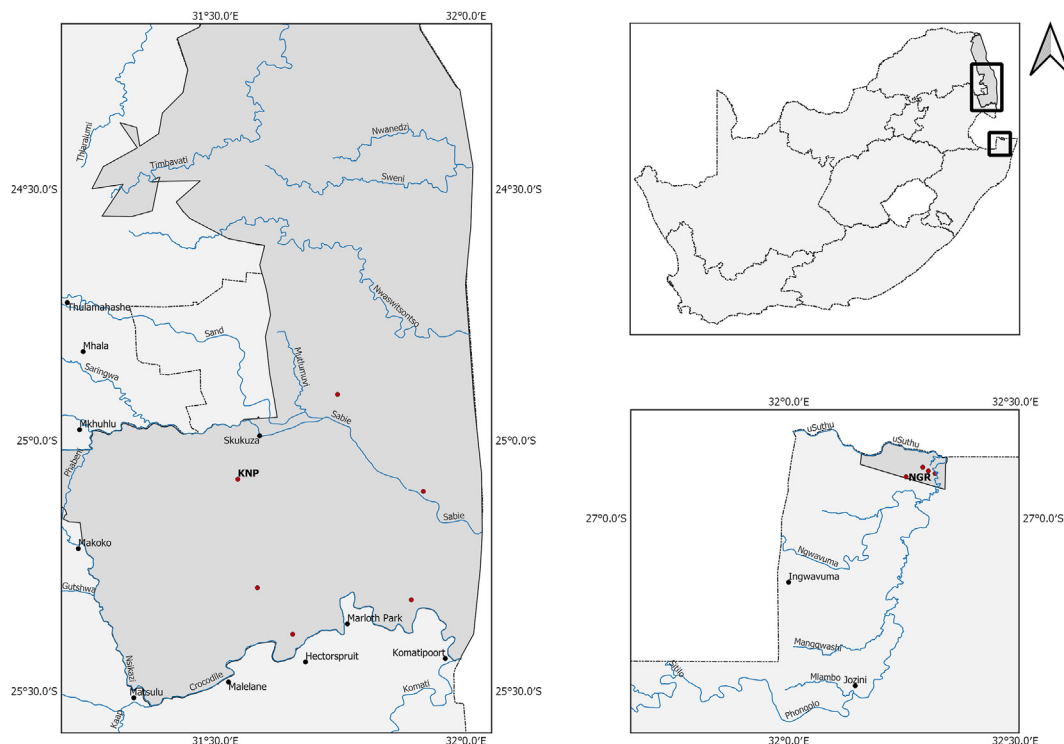 31°30.0'E
32°0.0'E
Thlaralumi
Timbavati
Nwanedzi
Sweni
24°30.0'S
24°30.0'S
Nwaswitsontso
Thulamahashe
Sand
Mhala
Saringwa
Mutlumuvi
Sabie
Mkhuhlu
Skukuza
25°0.0'S
25°0.0'S
Phabeni
KNP
Sabie
Makoko
Gutshwa
Marloth Park
Hectorspruit
Komatipoort
Nsikazi
Crocodile
Malelane
Komati
Matsulu
Kaap
25°30.0'S
25°30.0'S
31°30.0'E
32°0.0'E
32°0.0'E
32°30.0'E
uSuthu
uSuthu
NGR
27°0.0'S
27°0.0'S
Ngwavuma
Ingwavuma
Mangqwashi
Sitilo
Mlambo
Jozini
Phongolo
32°0.0'E
32°30.0'E